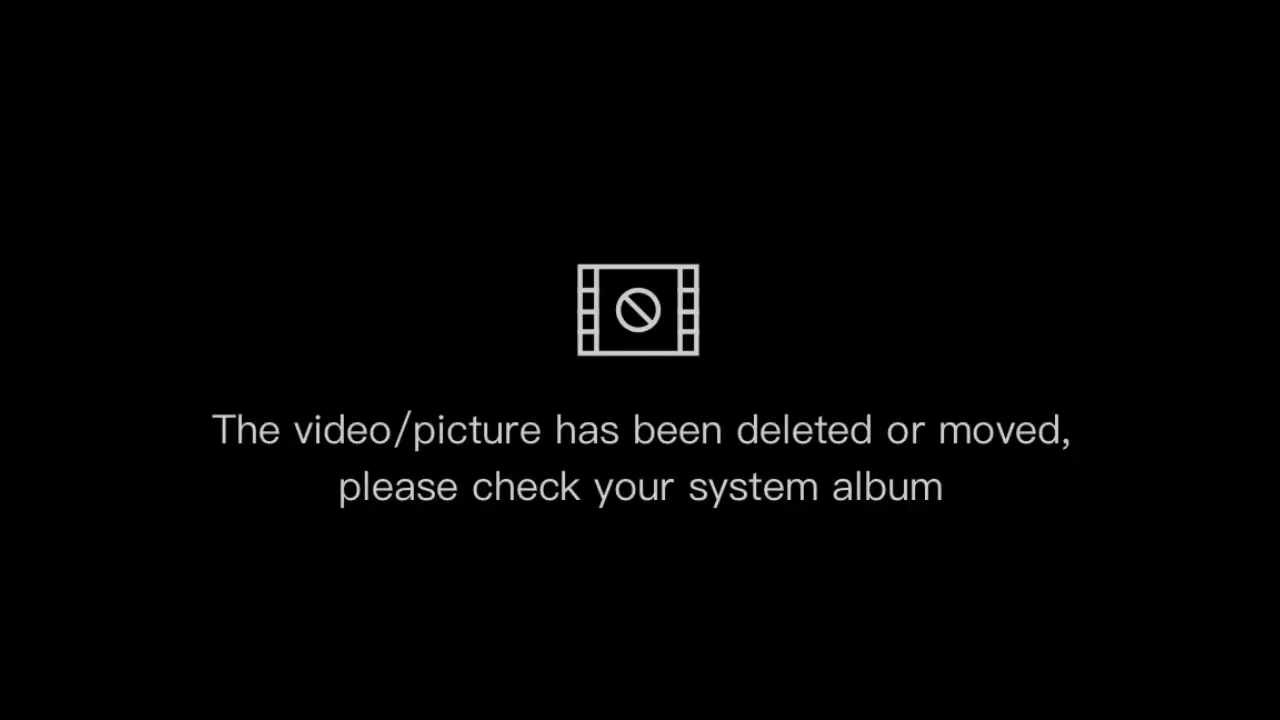 The video/picture has been deleted or moved,
please check your system album